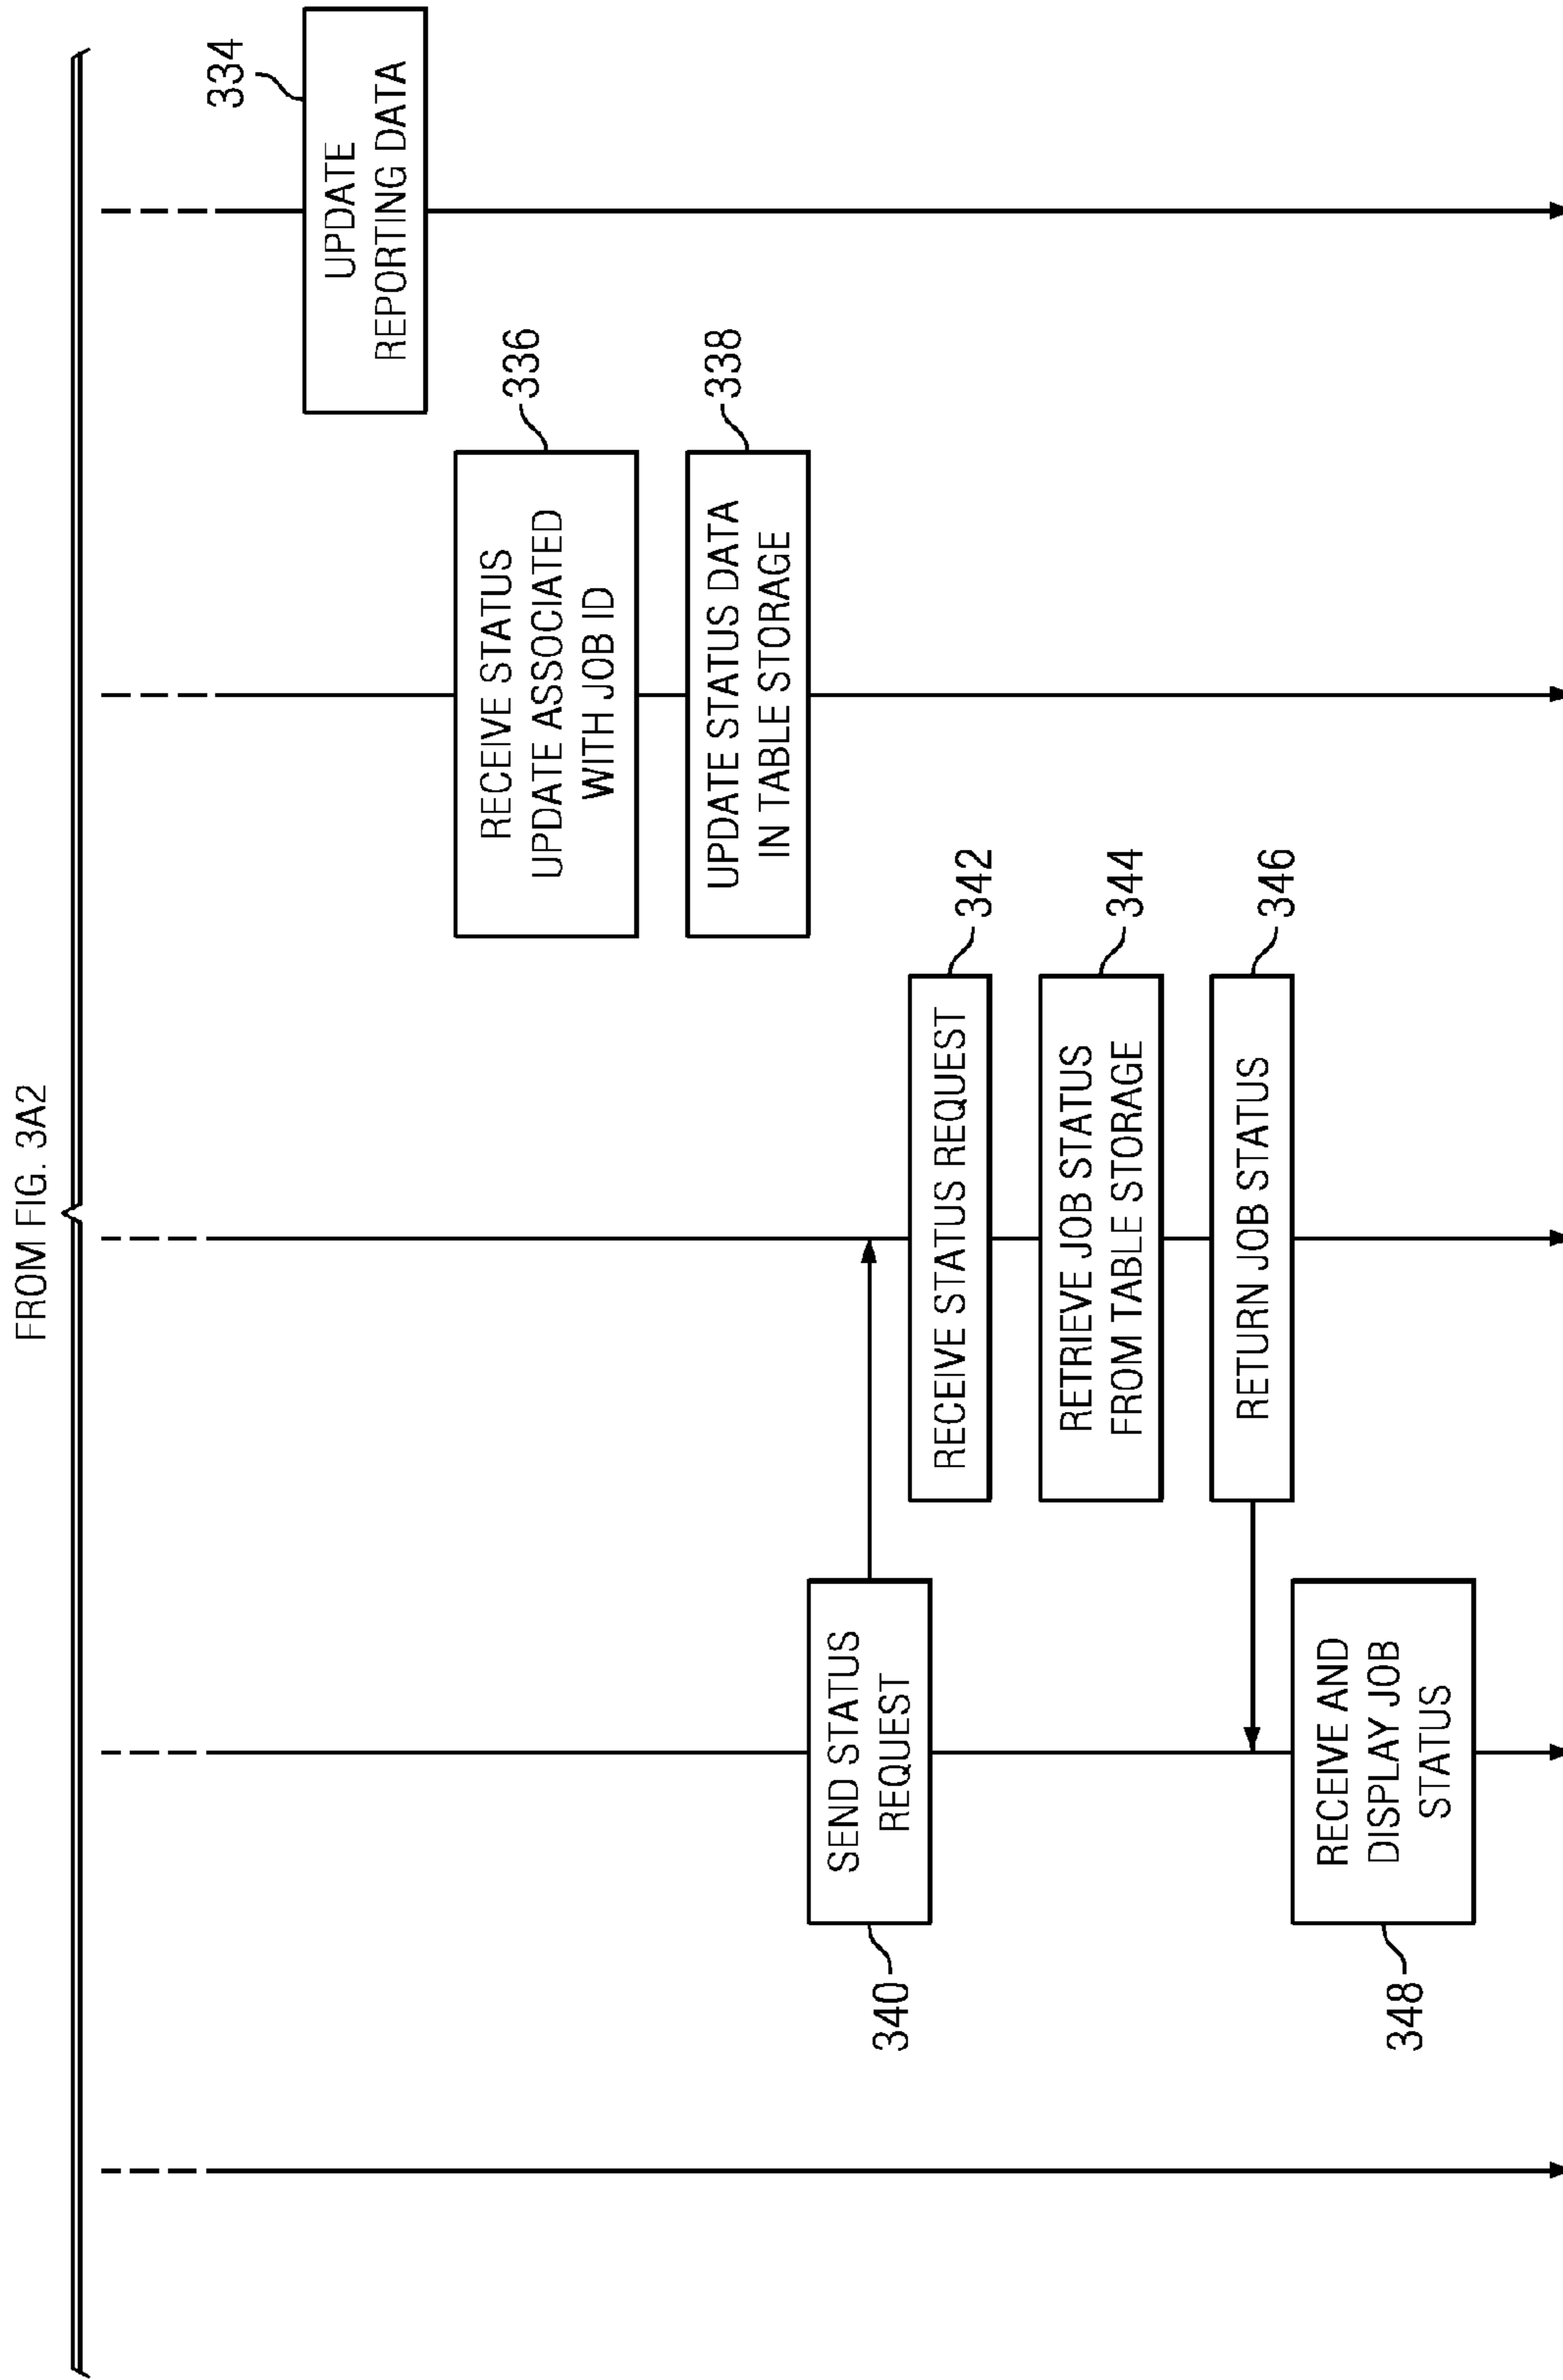 FROM FIG. 3A2
334
UPDATE
REPORTING DATA
336
RECEIVE STATUS
UPDATE ASSOCIATED
WITH JOB ID
338
UPDATE STATUS DATA
IN TABLE STORAGE
340
SEND STATUS
REQUEST
342
RECEIVE STATUS REQUEST
344
RETRIEVE JOB STATUS
FROM TABLE STORAGE
346
RETURN JOB STATUS
348
RECEIVE AND
DISPLAY JOB
STATUS